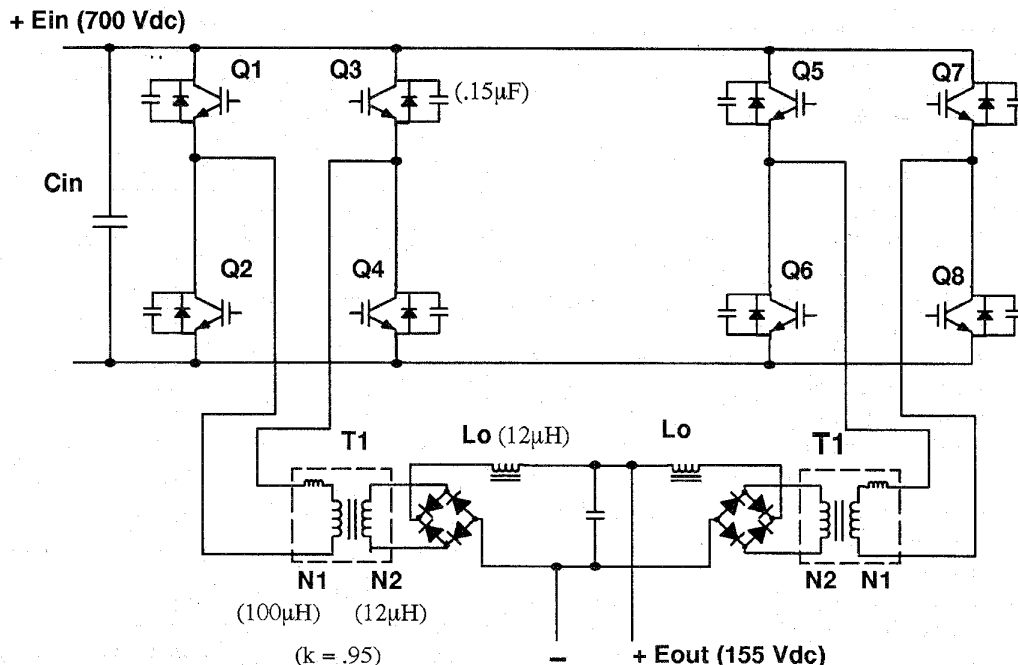 + Ein (700 Vdc)
Q1
Q3
Q5
Q7
(.15µF)
Cin
Q2
Q4
Q6
Q8
T1
Lo (12µH)
Lo
T1
N1
N2
N2
N1
(100µH)
(12µH)
(k = .95)
–
+ Eout (155 Vdc)